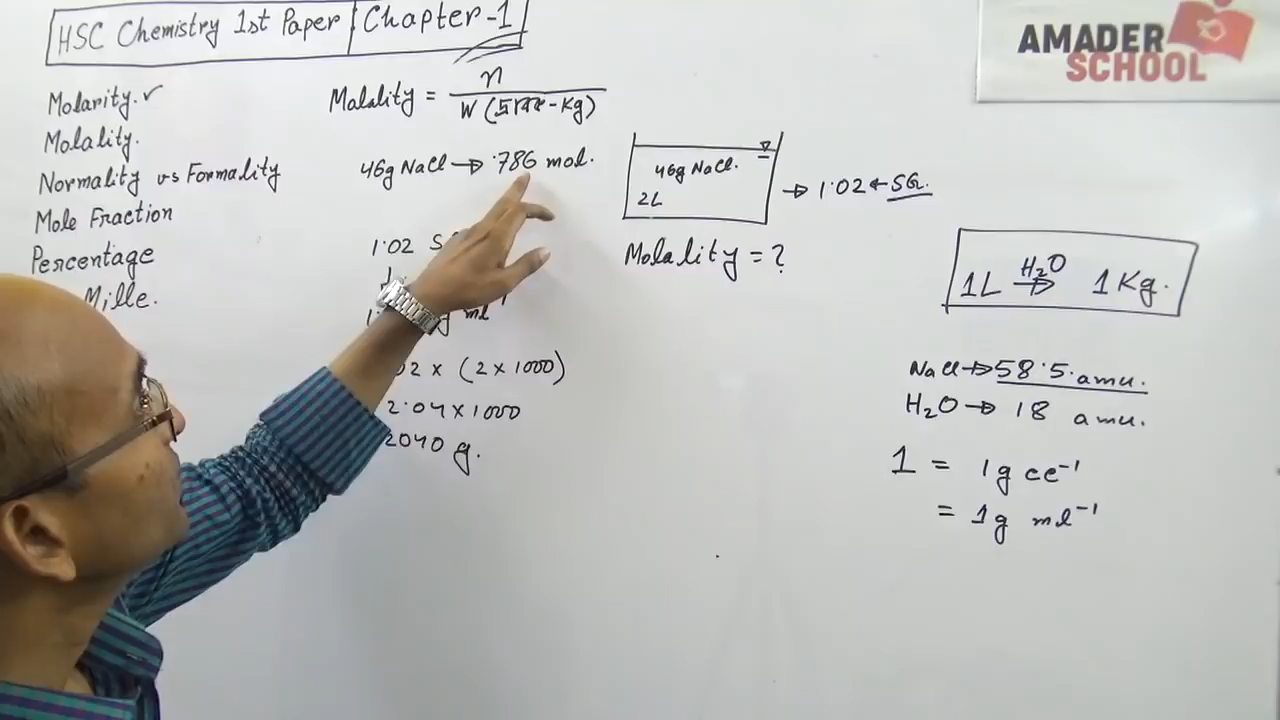 HSC Chemistry 1st Paper | Chapter-1
AMADER
SCHOOL
Molarity. ✓
Molality.
Normality vs Formality
Mole Fraction
Percentage
Mille.
Molality = n
W ( - Kg)
46g NaCl → .786 mol.
1.02 S
ml
02 × (2 × 1000)
2.04 × 1000
2040 g.
46g NaCl.
2L
→ 1.02 ← SG.
Molality = ?
1L H₂O → 1 Kg.
NaCl → 58.5. amu.
H₂O → 18 amu.
1 = 1g cc⁻¹
= 1g ml⁻¹